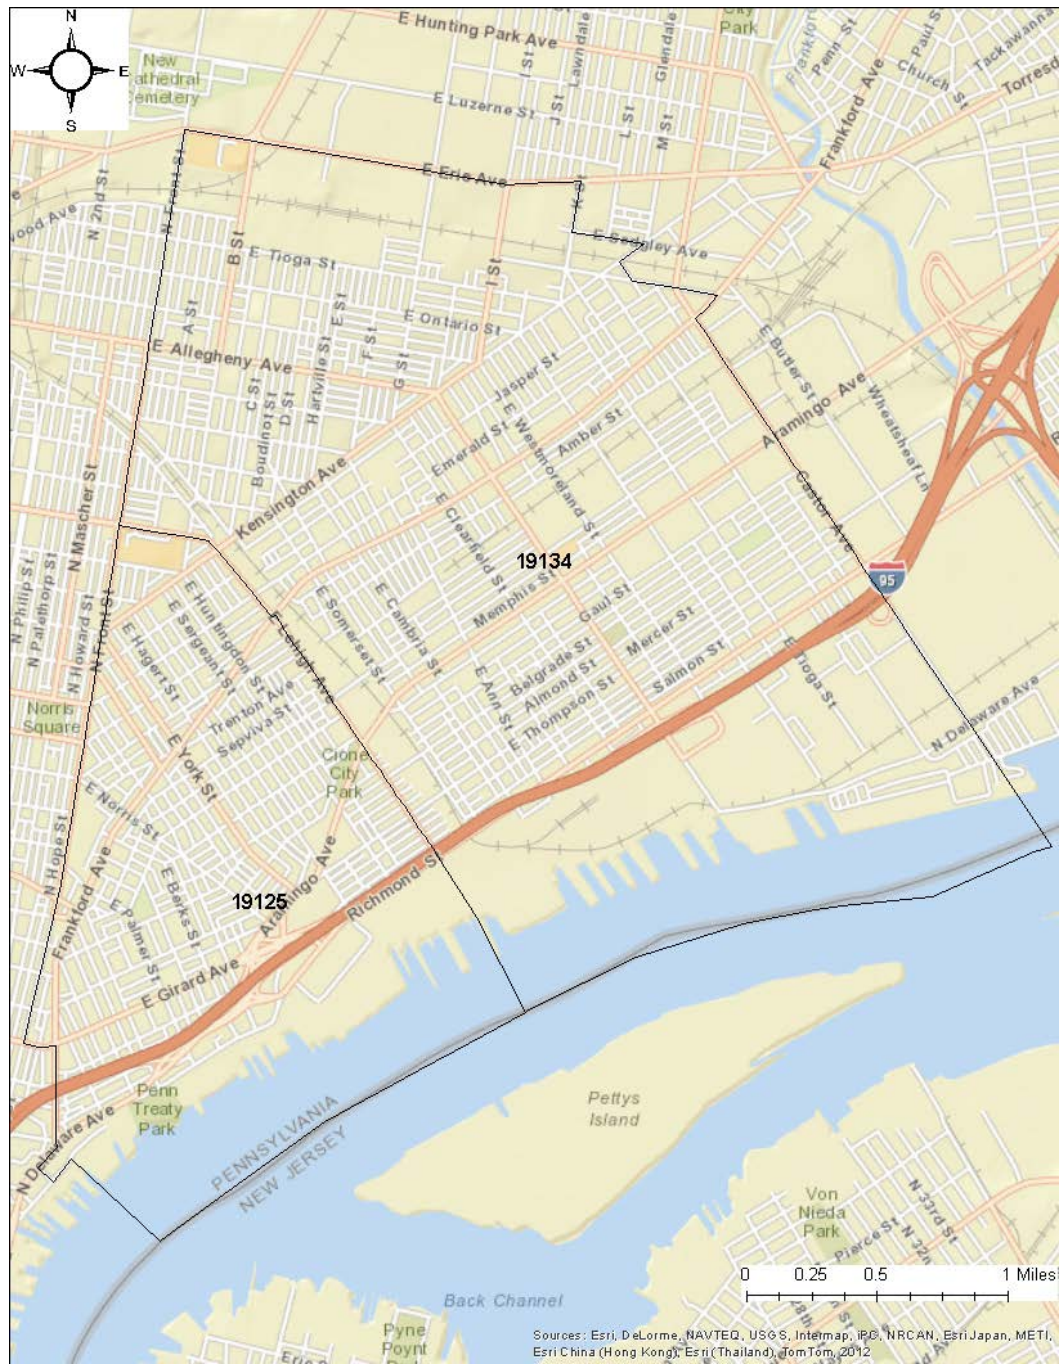 N
W
E
S
New
Cathedral
Cemetery
E Hunting Park Ave
City
Park
I St
Lawndale
Glendale
Frankford
Penn St
Paul St
Church St
Tackawanna
Torresd
E Luzerne St
J St
L St
M St
Frankford Ave
N 2nd St
N Front St
E Erie Ave
K St
wood Ave
B St
E Tioga St
E Sedgley Ave
I St
A St
E St
F St
E Ontario St
G St
E Allegheny Ave
Hartville St
C St
D St
Boudinot St
Jasper St
E Butler St
Aramingo Ave
Wheatsheaf Ln
Emerald St
E Westmoreland St
Amber St
Kensington Ave
N Mascher St
E Clearfield St
Castor Ave
19134
95
N Philip St
N Palethorp St
N Howard St
N Front St
E Huntingdon St
E Sergeant St
E Hagert St
E Lehigh Ave
E Somerset St
E Cambria St
Memphis St
Gaul St
Mercer St
Belgrade St
Almond St
E Thompson St
Salmon St
E Ann St
E Tioga St
N Delaware Ave
Norris
Square
Trenton Ave
Sepviva St
E York St
Cione
City
Park
E Norris St
N Hope St
Frankford Ave
E Berks St
E Palmer St
19125
Aramingo Ave
Richmond St
E Girard Ave
Penn
Treaty
Park
N Delaware Ave
PENNSYLVANIA
NEW JERSEY
Pettys
Island
Von
Nieda
Park
N 33rd St
Pierce St
N 32n
28th St
0 0.25 0.5 1 Miles
Back Channel
Pyne
Poynt
Sources: Esri, DeLorme, NAVTEQ, USGS, Intermap, iPC, NRCAN, Esri Japan, METI,
Esri China (Hong Kong), Esri (Thailand), TomTom, 2012